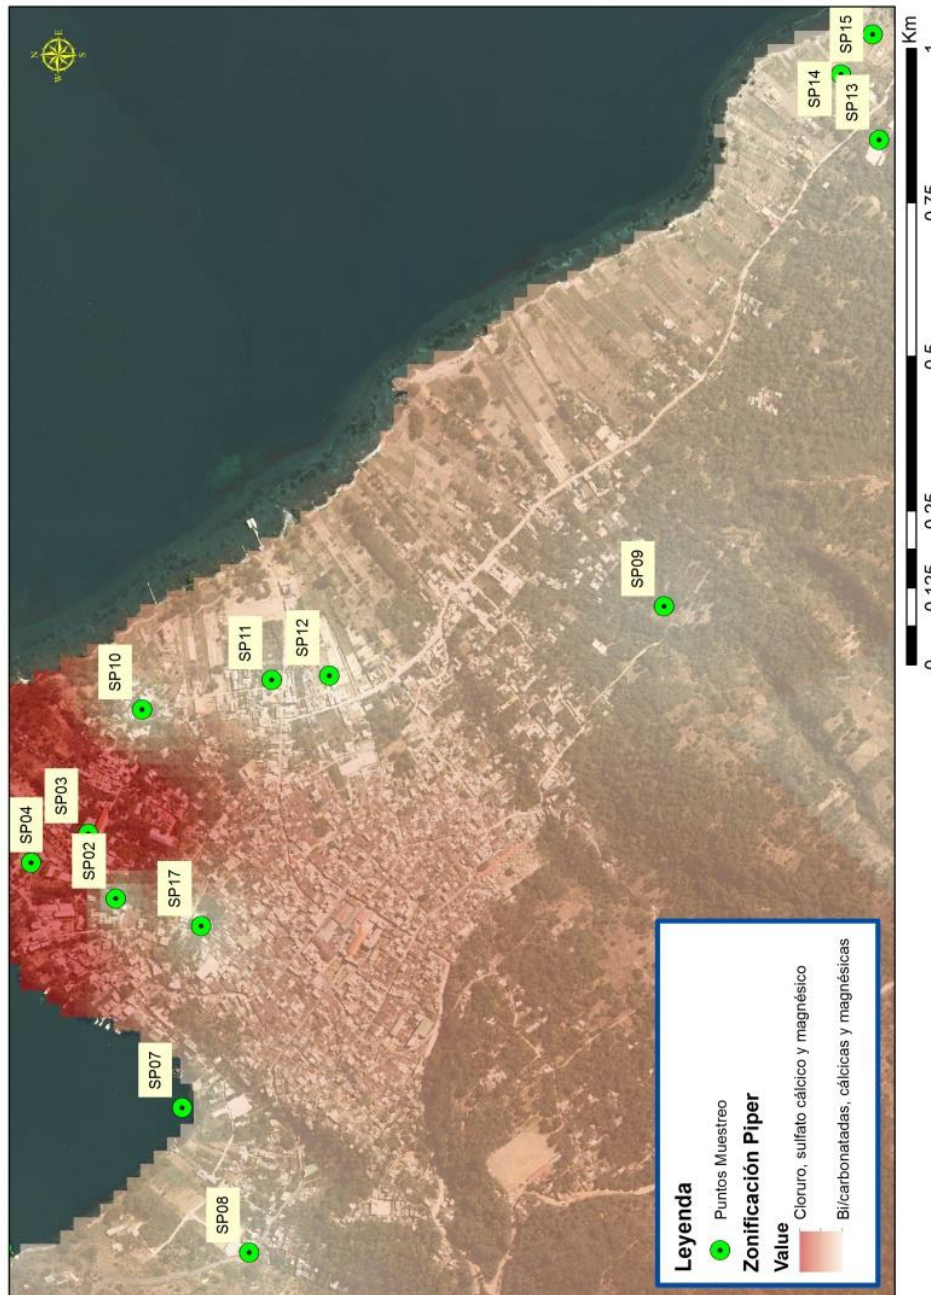 N
E
S
W
SP04
SP03
SP02
SP10
SP17
SP07
SP08
SP11
SP12
SP09
SP14
SP15
SP13
Leyenda
Puntos Muestreo
Zonificación Piper
Value
Cloruro, sulfato cálcico y magnésico
Bi/carbonatadas, cálcicas y magnésicas
0 0.125 0.25 0.5 0.75 1
Km